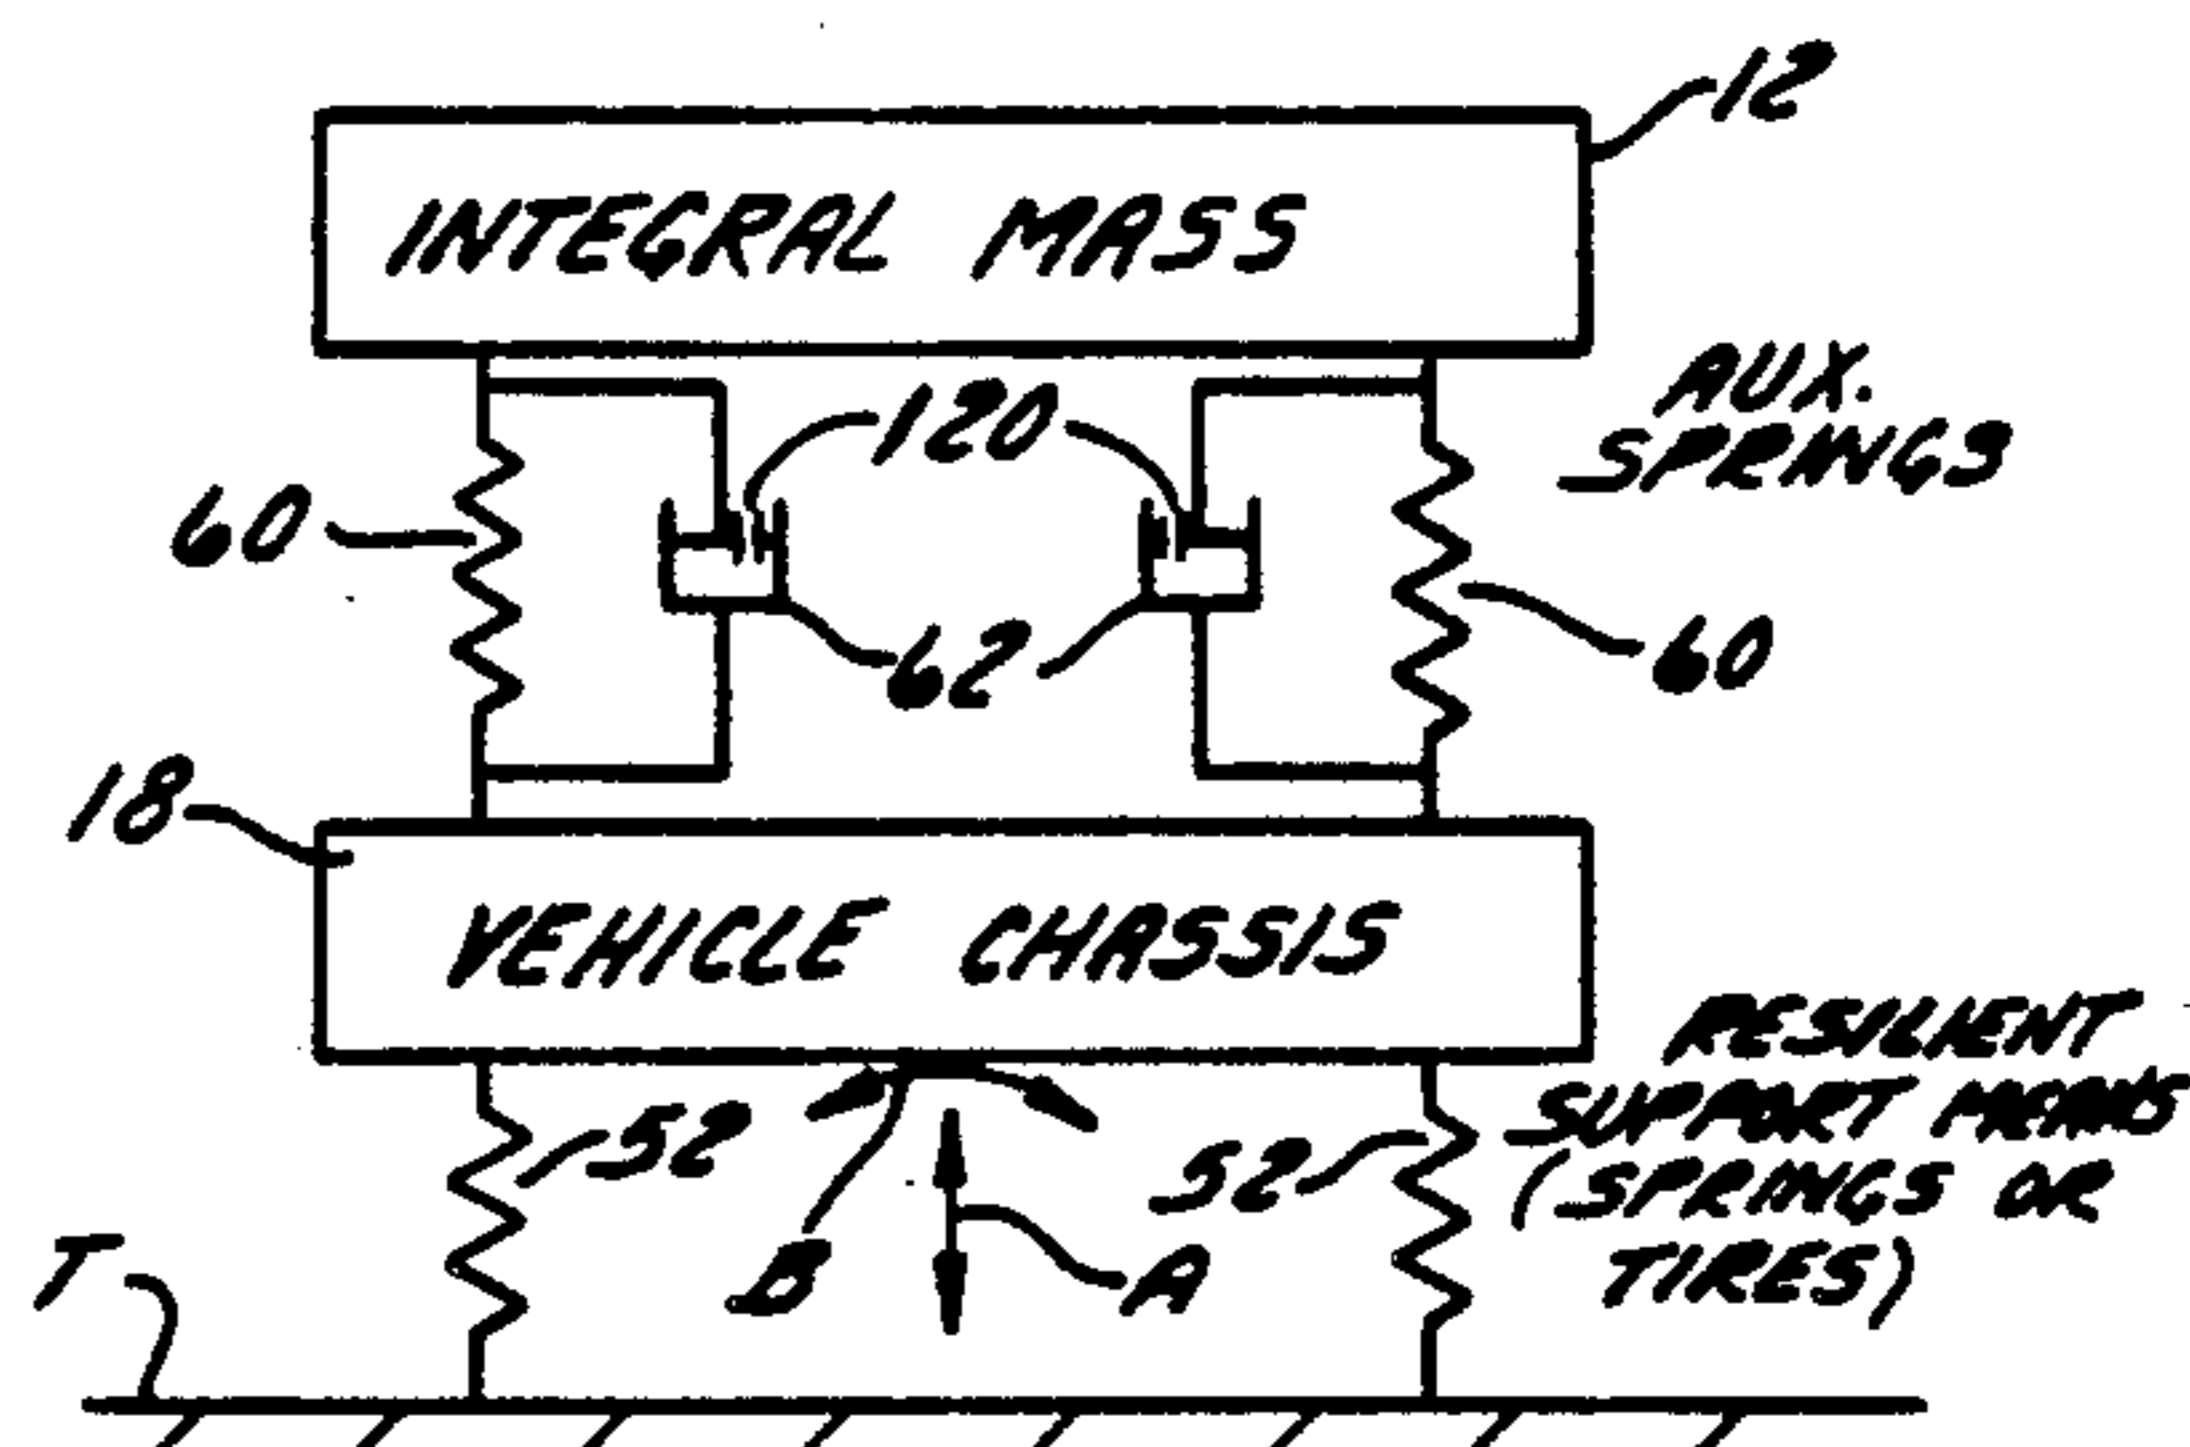 12
INTEGRAL MASS
AUX.
SPRINGS
120
60
62
60
18
VEHICLE CHASSIS
RESILIENT
SUPPORT MEANS
(SPRINGS OR
TIRES)
52
52
B
A
T